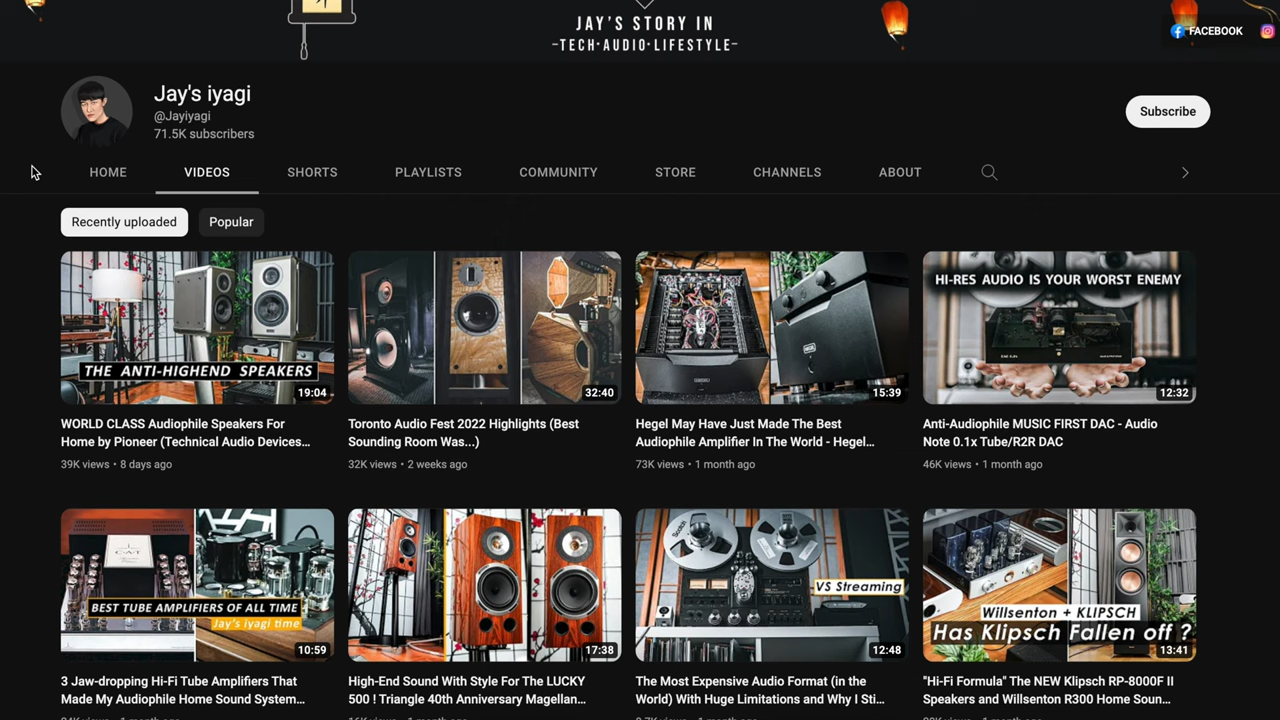 JAY'S STORY IN
-TECH·AUDIO·LIFESTYLE-
FACEBOOK
Jay's iyagi
@Jayiyagi
71.5K subscribers
Subscribe
HOME VIDEOS SHORTS PLAYLISTS COMMUNITY STORE CHANNELS ABOUT
Recently uploaded Popular
THE ANTI-HIGHEND SPEAKERS
19:04
32:40
15:39
HI-RES AUDIO IS YOUR WORST ENEMY
12:32
WORLD CLASS Audiophile Speakers For
Home by Pioneer (Technical Audio Devices...
39K views • 8 days ago
Toronto Audio Fest 2022 Highlights (Best
Sounding Room Was...)
32K views • 2 weeks ago
Hegel May Have Just Made The Best
Audiophile Amplifier In The World - Hegel...
73K views • 1 month ago
Anti-Audiophile MUSIC FIRST DAC - Audio
Note 0.1x Tube/R2R DAC
46K views • 1 month ago
BEST TUBE AMPLIFIERS OF ALL TIME
Jay's iyagi time
10:59
17:38
VS Streaming
12:48
Willsenton + KLIPSCH
Has Klipsch Fallen off ?
13:41
3 Jaw-dropping Hi-Fi Tube Amplifiers That
Made My Audiophile Home Sound System...
High-End Sound With Style For The LUCKY
500 ! Triangle 40th Anniversary Magellan...
The Most Expensive Audio Format (in the
World) With Huge Limitations and Why I Sti...
"Hi-Fi Formula" The NEW Klipsch RP-8000F II
Speakers and Willsenton R300 Home Soun...